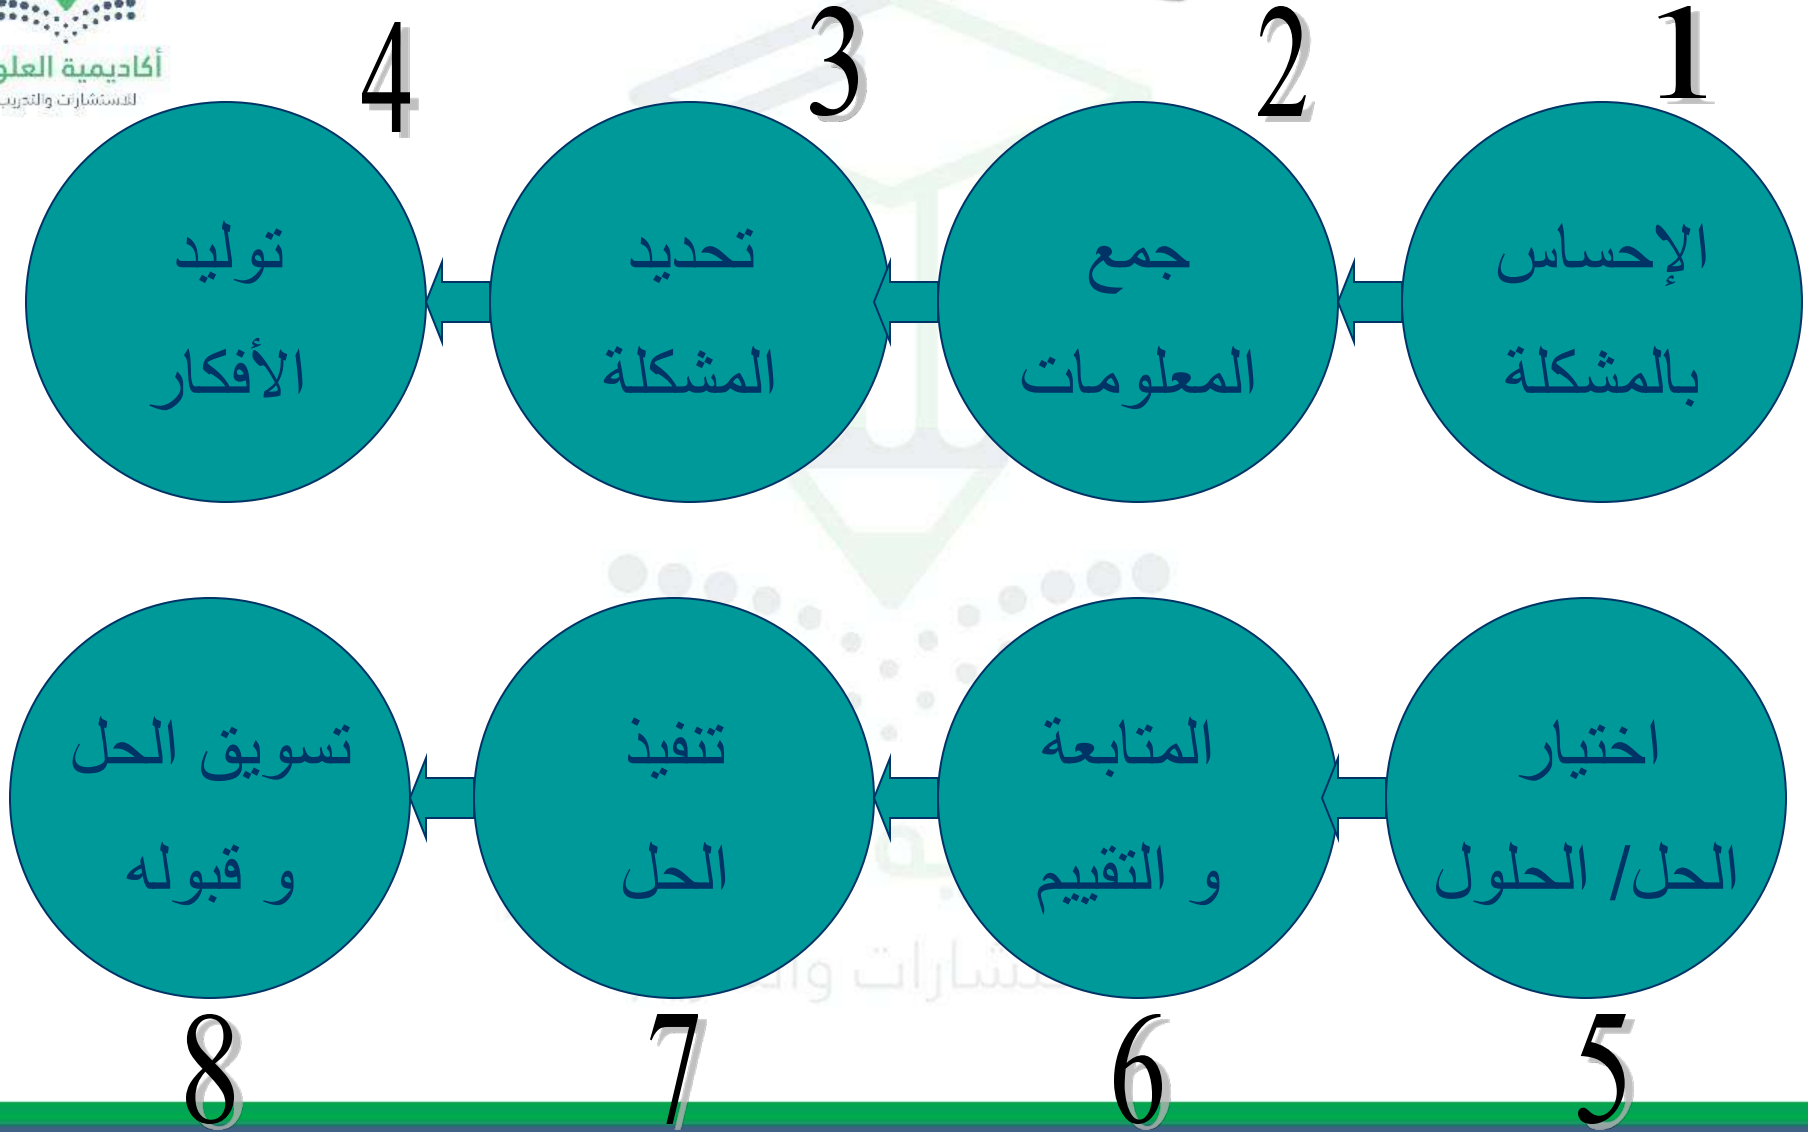 أكاديمية
للاستشارات والتدريب
1
الإحساس
بالمشكلة
2
جمع
المعلومات
3
تحديد
المشكلة
4
توليد
الأفكار
5
اختيار
الحل/ الحلول
6
المتابعة
و التقييم
7
تنفيذ
الحل
8
تسويق الحل
و قبوله